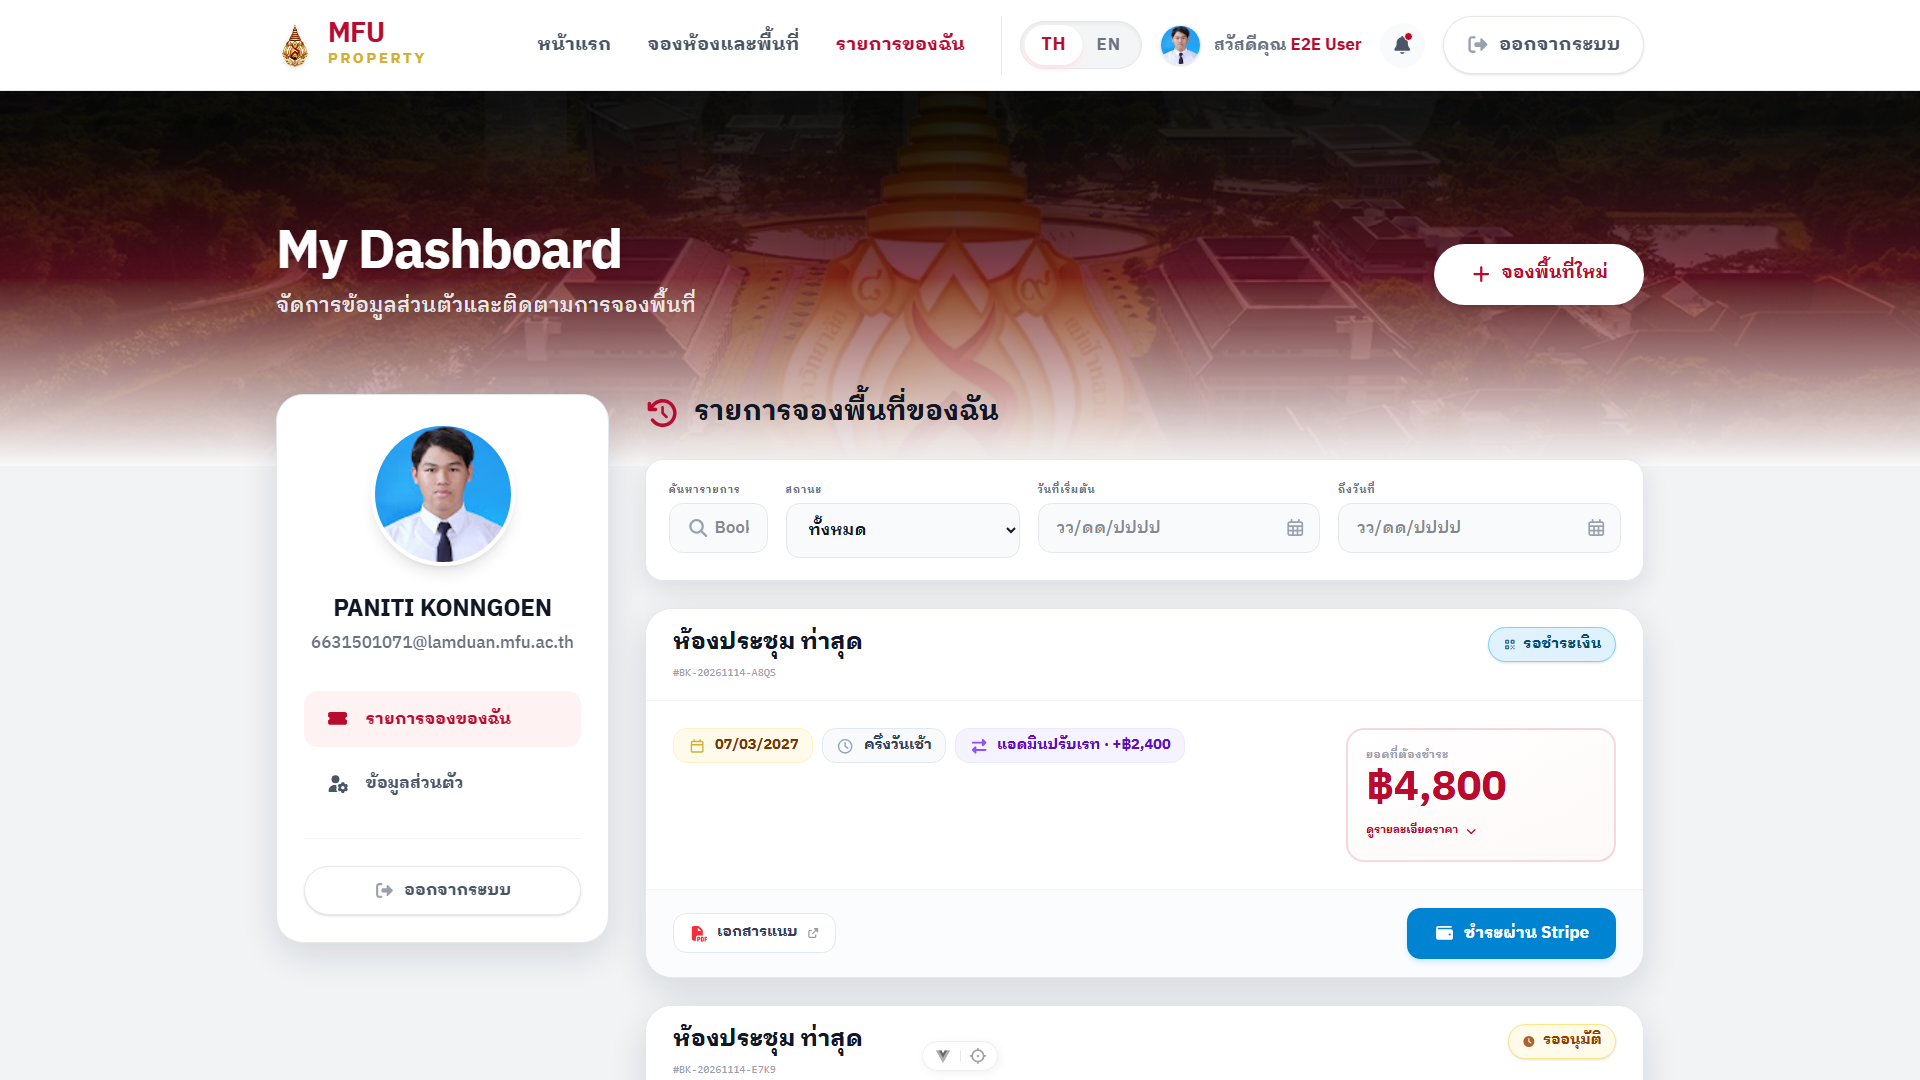 MFU
PROPERTY
หน้าแรก
จองห้องและพื้นที่
รายการของฉัน
TH
EN
สวัสดีคุณ E2E User
ออกจากระบบ
My Dashboard
จัดการข้อมูลส่วนตัวและติดตามการจองพื้นที่
จองพื้นที่ใหม่
PANITI KONNGOEN
6631501071@lamduan.mfu.ac.th
รายการจองของฉัน
ข้อมูลส่วนตัว
ออกจากระบบ
รายการจองพื้นที่ของฉัน
ค้นหารายการ
สถานะ
วันที่เริ่มต้น
ถึงวันที่
Bool
ทั้งหมด
วว/ดด/ปปปป
วว/ดด/ปปปป
ห้องประชุม ท่าสุด
#BK-20261114-A8QS
รอชำระเงิน
07/03/2027
ครึ่งวันเช้า
แอดมินปรับเรท · +฿2,400
ยอดที่ต้องชำระ
฿4,800
ดูรายละเอียดราคา
เอกสารแนบ
ชำระผ่าน Stripe
ห้องประชุม ท่าสุด
#BK-20261114-E7K9
รออนุมัติ